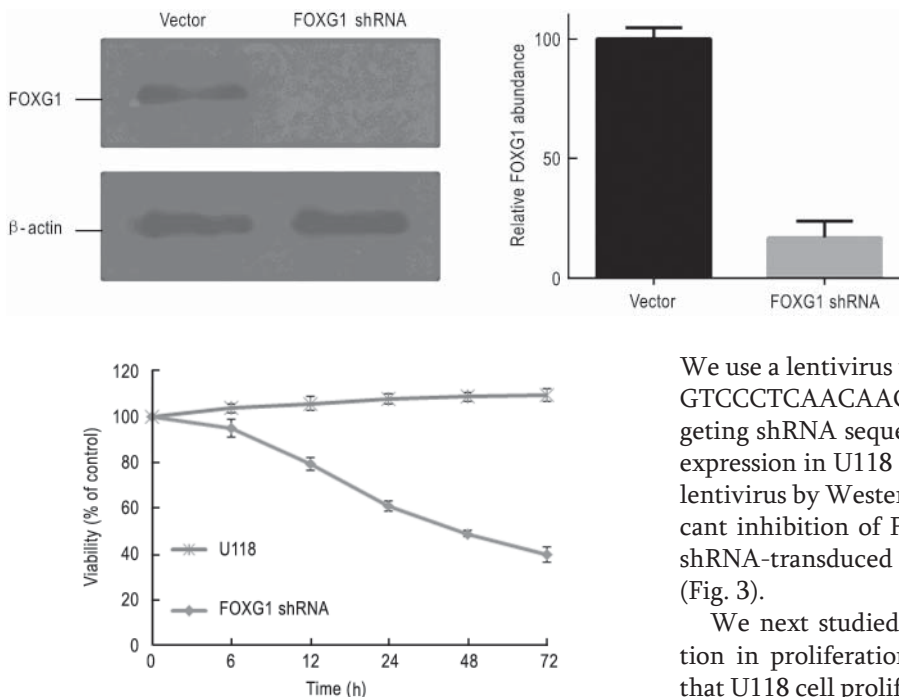 Vector FOXG1 shRNA
FOXG1
β-actin
Relative FOXG1 abundance
100
50
0
Vector FOXG1 shRNA
Viability (% of control)
120
100
80
60
40
20
0
U118
FOXG1 shRNA
0 6 12 24 48 72
Time (h)
We use a lentivirus
GTCCCTCAACAAC
geting shRNA seque
expression in U118
lentivirus by Wester
cant inhibition of F
shRNA-transduced
(Fig. 3).
We next studied
tion in proliferation
that U118 cell prolif